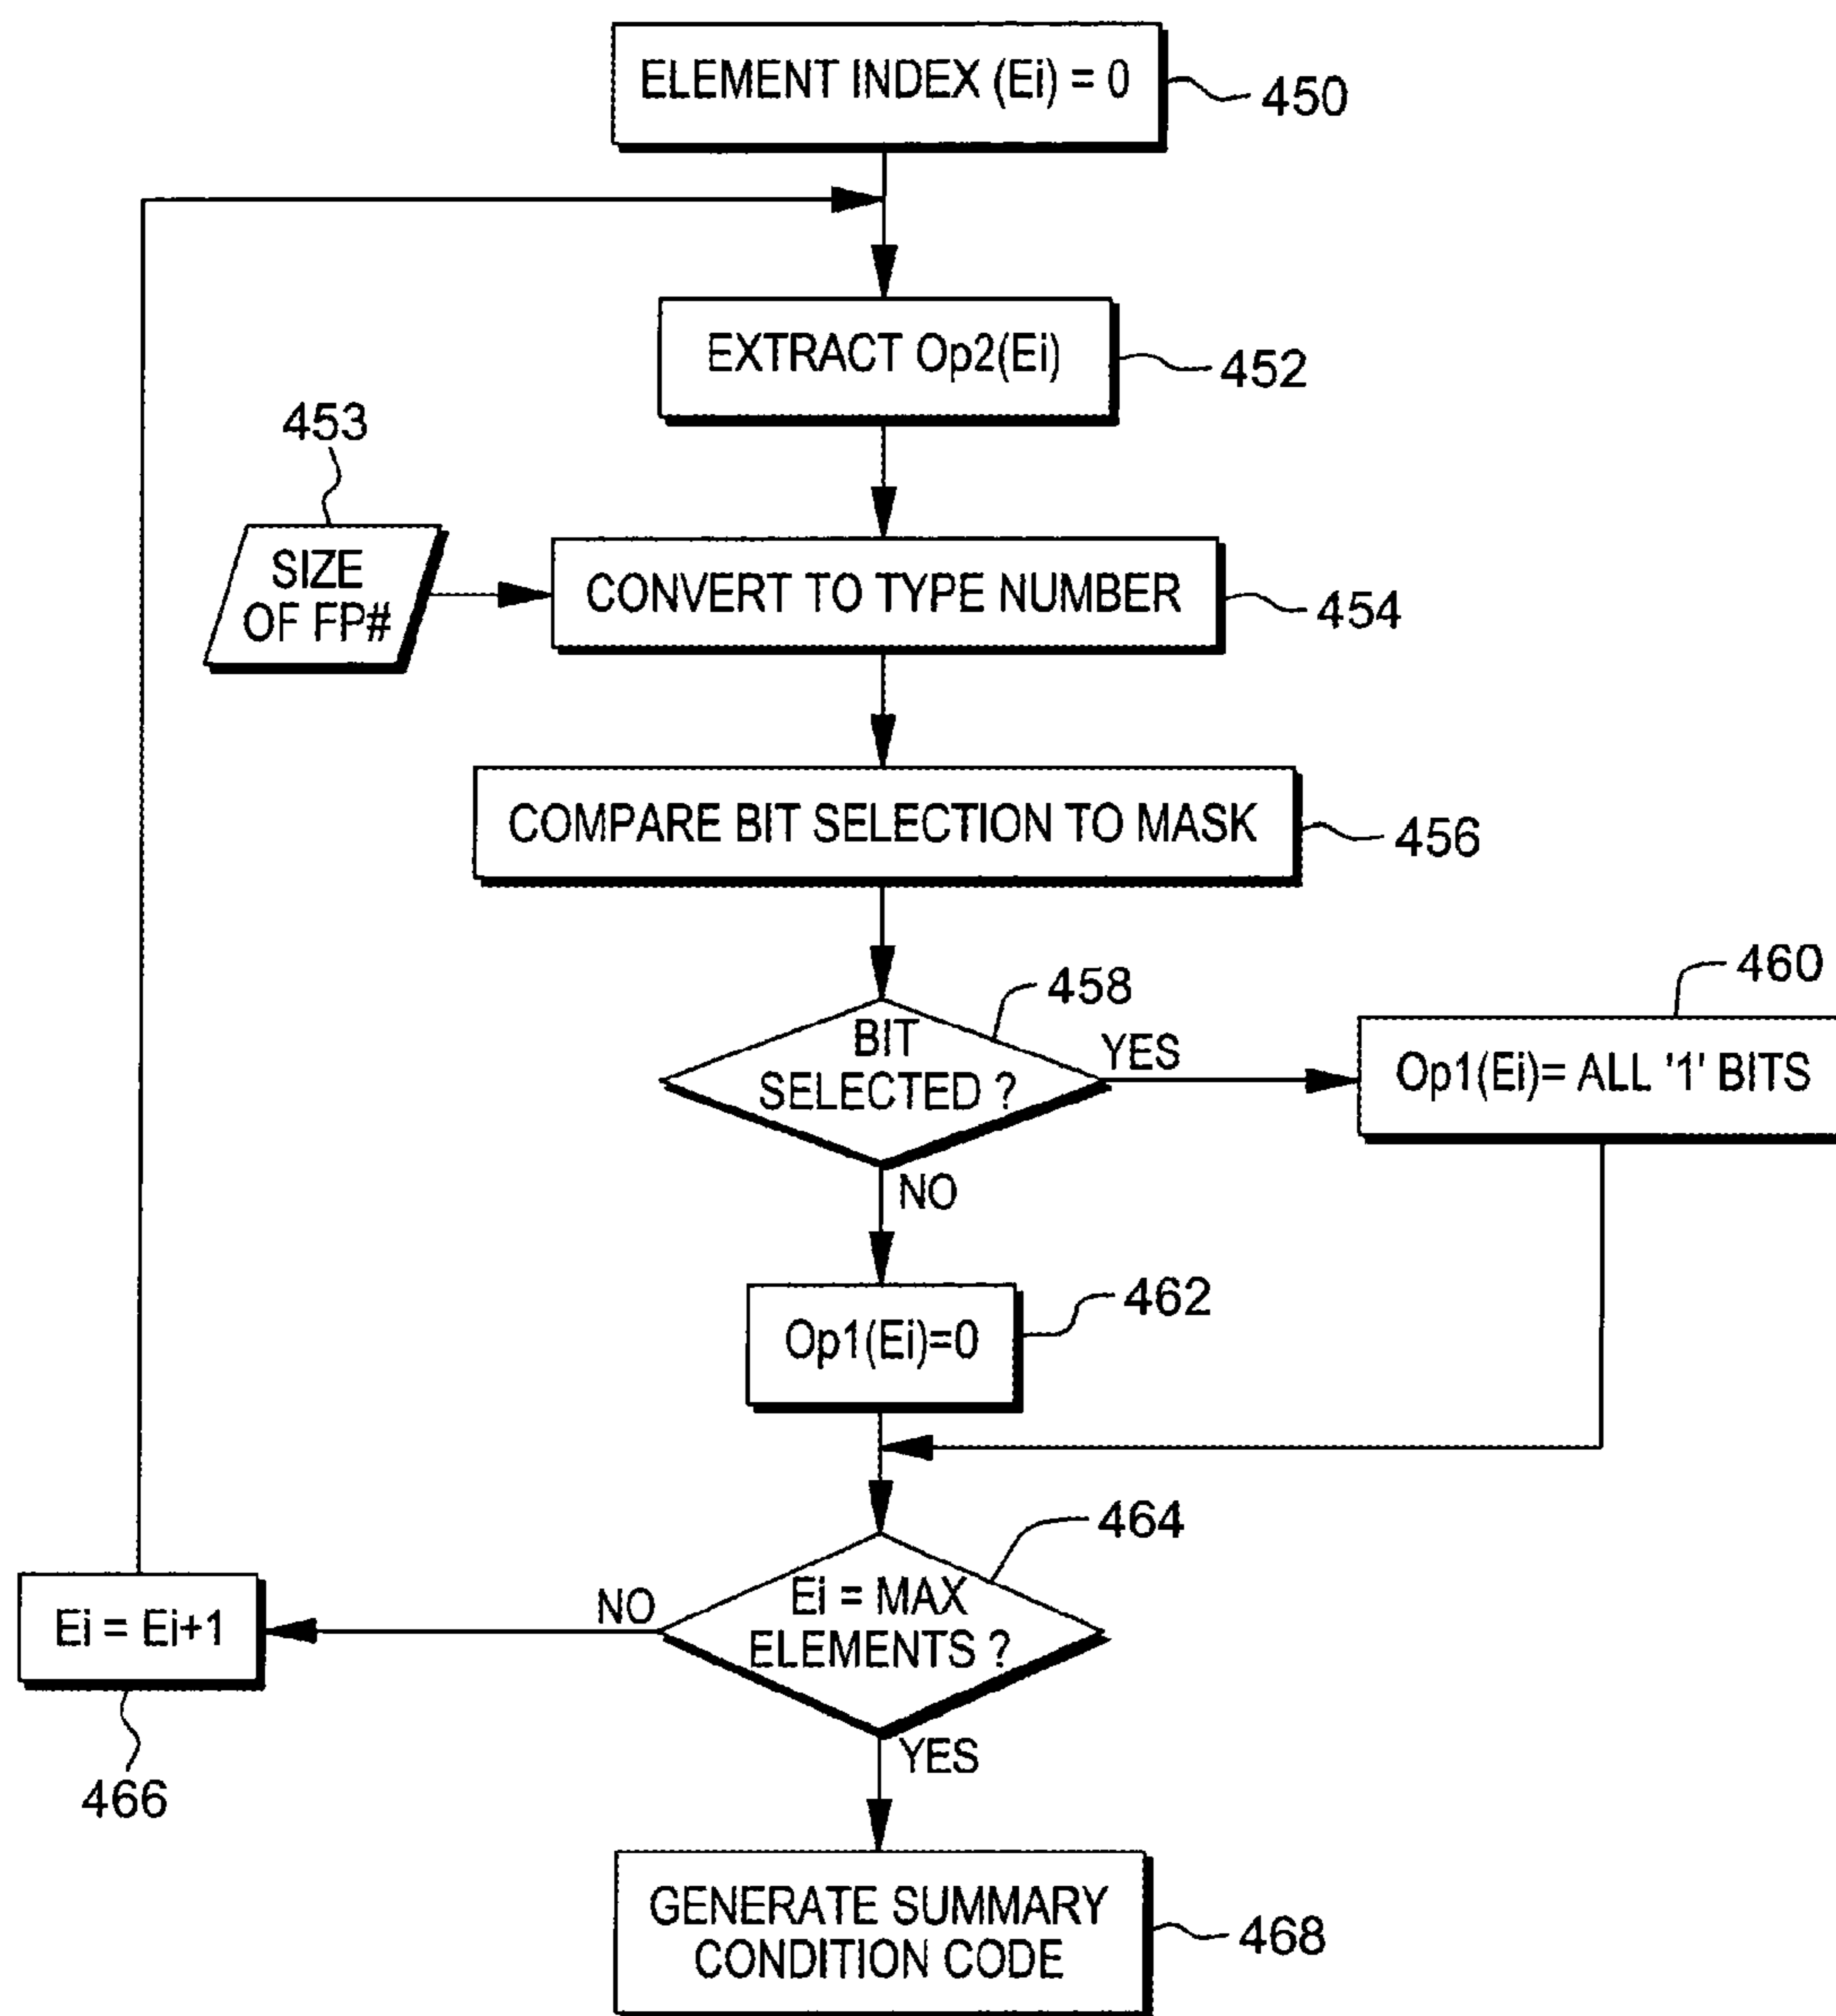 ELEMENT INDEX (Ei) = 0
450
EXTRACT Op2(Ei)
452
453
SIZE
OF FP#
CONVERT TO TYPE NUMBER
454
COMPARE BIT SELECTION TO MASK
456
458
BIT
SELECTED ?
YES
460
Op1(Ei)= ALL '1' BITS
NO
462
Op1(Ei)=0
464
Ei = MAX
ELEMENTS ?
NO
Ei = Ei+1
466
YES
GENERATE SUMMARY
CONDITION CODE
468